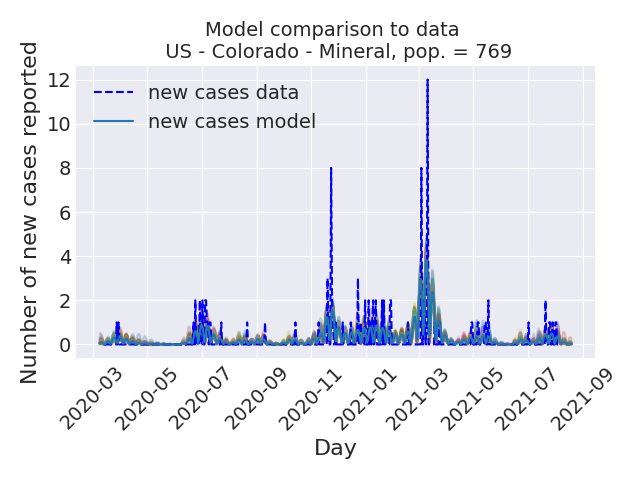 Model comparison to data
US - Colorado - Mineral, pop. = 769
Number of new cases reported
12
10
8
6
4
2
0
new cases data
new cases model
2020-03
2020-05
2020-07
2020-09
2020-11
2021-01
2021-03
2021-05
2021-07
2021-09
Day